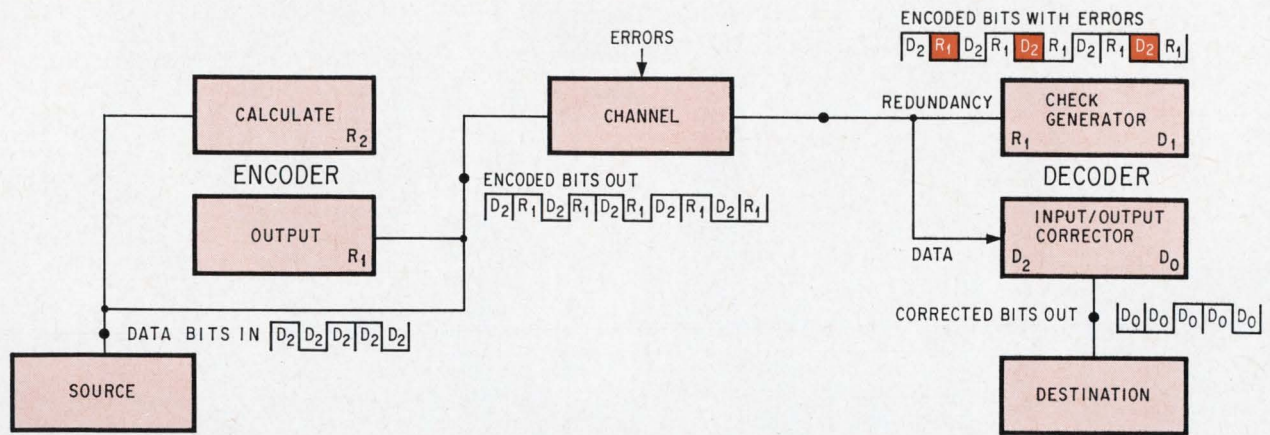 ENCODED BITS WITH ERRORS
D2 R1 D2 R1 D2 R1 D2 R1 D2 R1
ERRORS
CALCULATE
R2
CHANNEL
REDUNDANCY
CHECK
GENERATOR
R1 D1
ENCODER
ENCODED BITS OUT
D2 R1 D2 R1 D2 R1 D2 R1 D2 R1
DECODER
OUTPUT
R1
INPUT/OUTPUT
CORRECTOR
D2 D0
DATA
CORRECTED BITS OUT D0 D0 D0 D0 D0
DATA BITS IN D2 D2 D2 D2 D2
SOURCE
DESTINATION